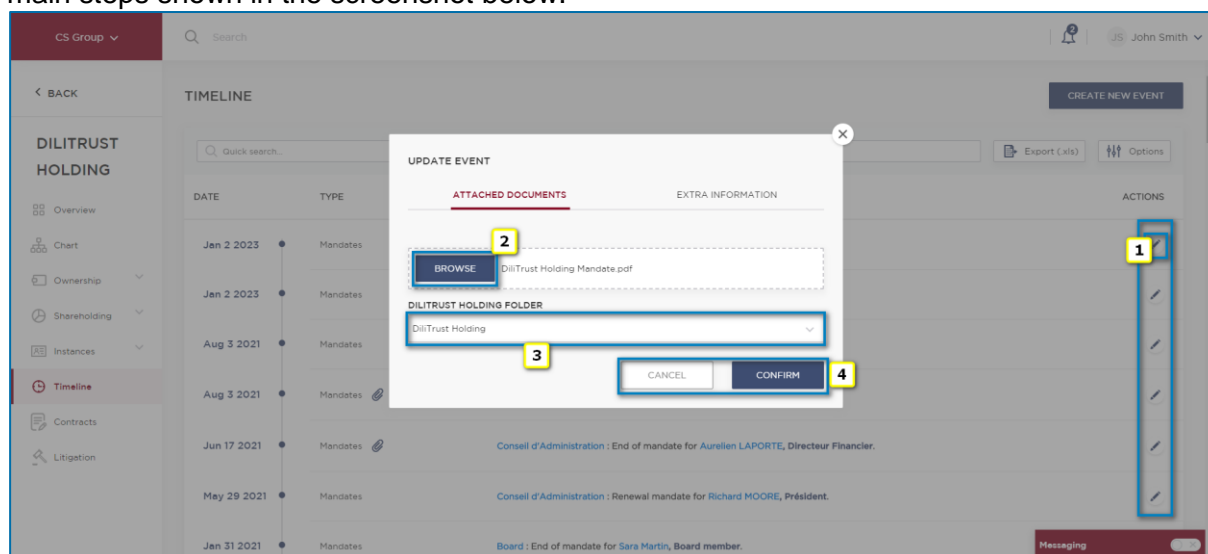 main steps shown in the screenshot below.
CS Group
Search
2
JS John Smith
BACK
TIMELINE
CREATE NEW EVENT
DILITRUST
HOLDING
Quick search...
Export (.xls)
Options
UPDATE EVENT
ATTACHED DOCUMENTS
EXTRA INFORMATION
DATE
TYPE
ACTIONS
Overview
Chart
Ownership
Shareholding
Instances
Timeline
Contracts
Litigation
Jan 2 2023 Mandates
1
2
BROWSE DiliTrust Holding Mandate.pdf
Jan 2 2023 Mandates
DILITRUST HOLDING FOLDER
DiliTrust Holding
Aug 3 2021 Mandates
3
CANCEL
CONFIRM
4
Aug 3 2021 Mandates
Jun 17 2021 Mandates Conseil d'Administration : End of mandate for Aurelien LAPORTE, Directeur Financier.
May 29 2021 Mandates Conseil d'Administration : Renewal mandate for Richard MOORE, Président.
Jan 31 2021 Mandates Board : End of mandate for Sara Martin, Board member.
Messaging